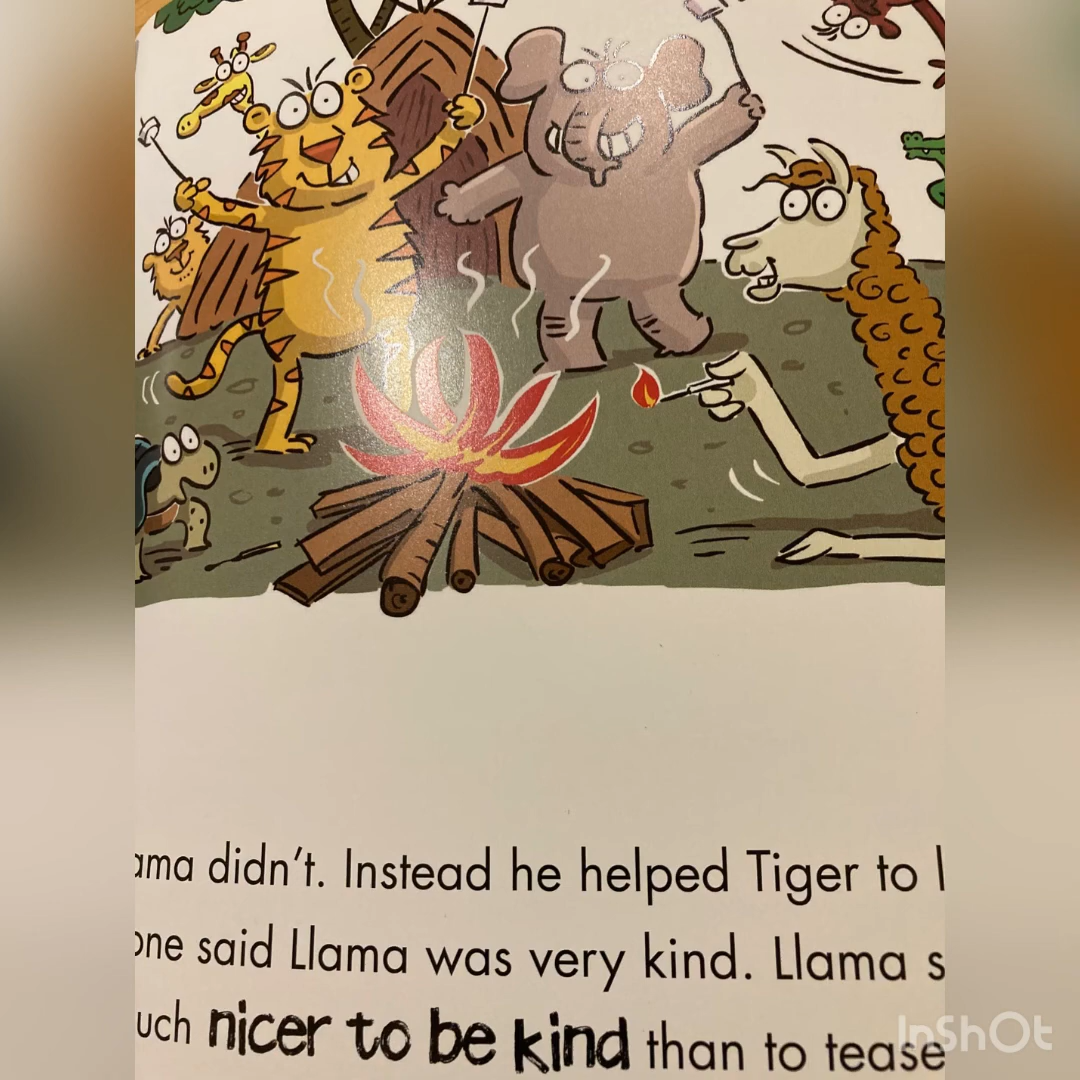 ama didn't. Instead he helped Tiger to l
one said Llama was very kind. Llama s
uch nicer to be kind than to tease
InShOt